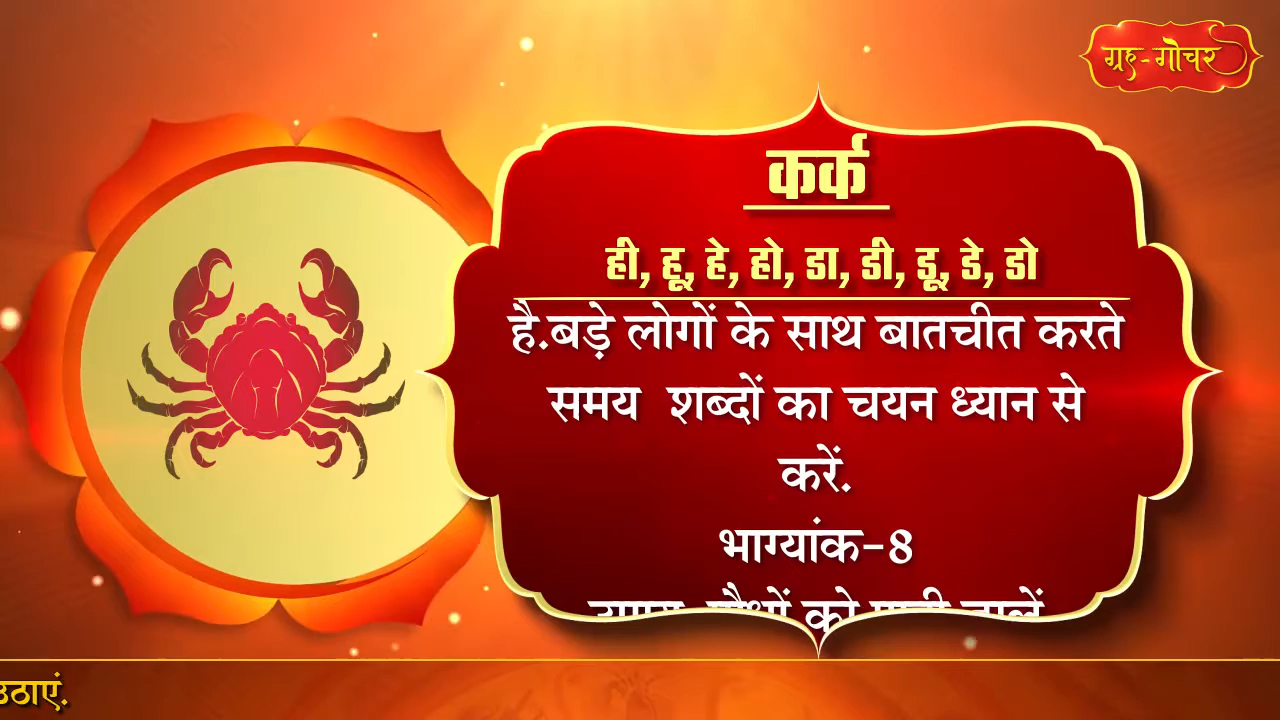 ग्रह-गोचर
कर्क
ही, हू, हे, हो, डा, डी, डू, डे, डो
है.बड़े लोगों के साथ बातचीत करते
समय शब्दों का चयन ध्यान से
करें.
भाग्यांक-8
को
उठाएं.